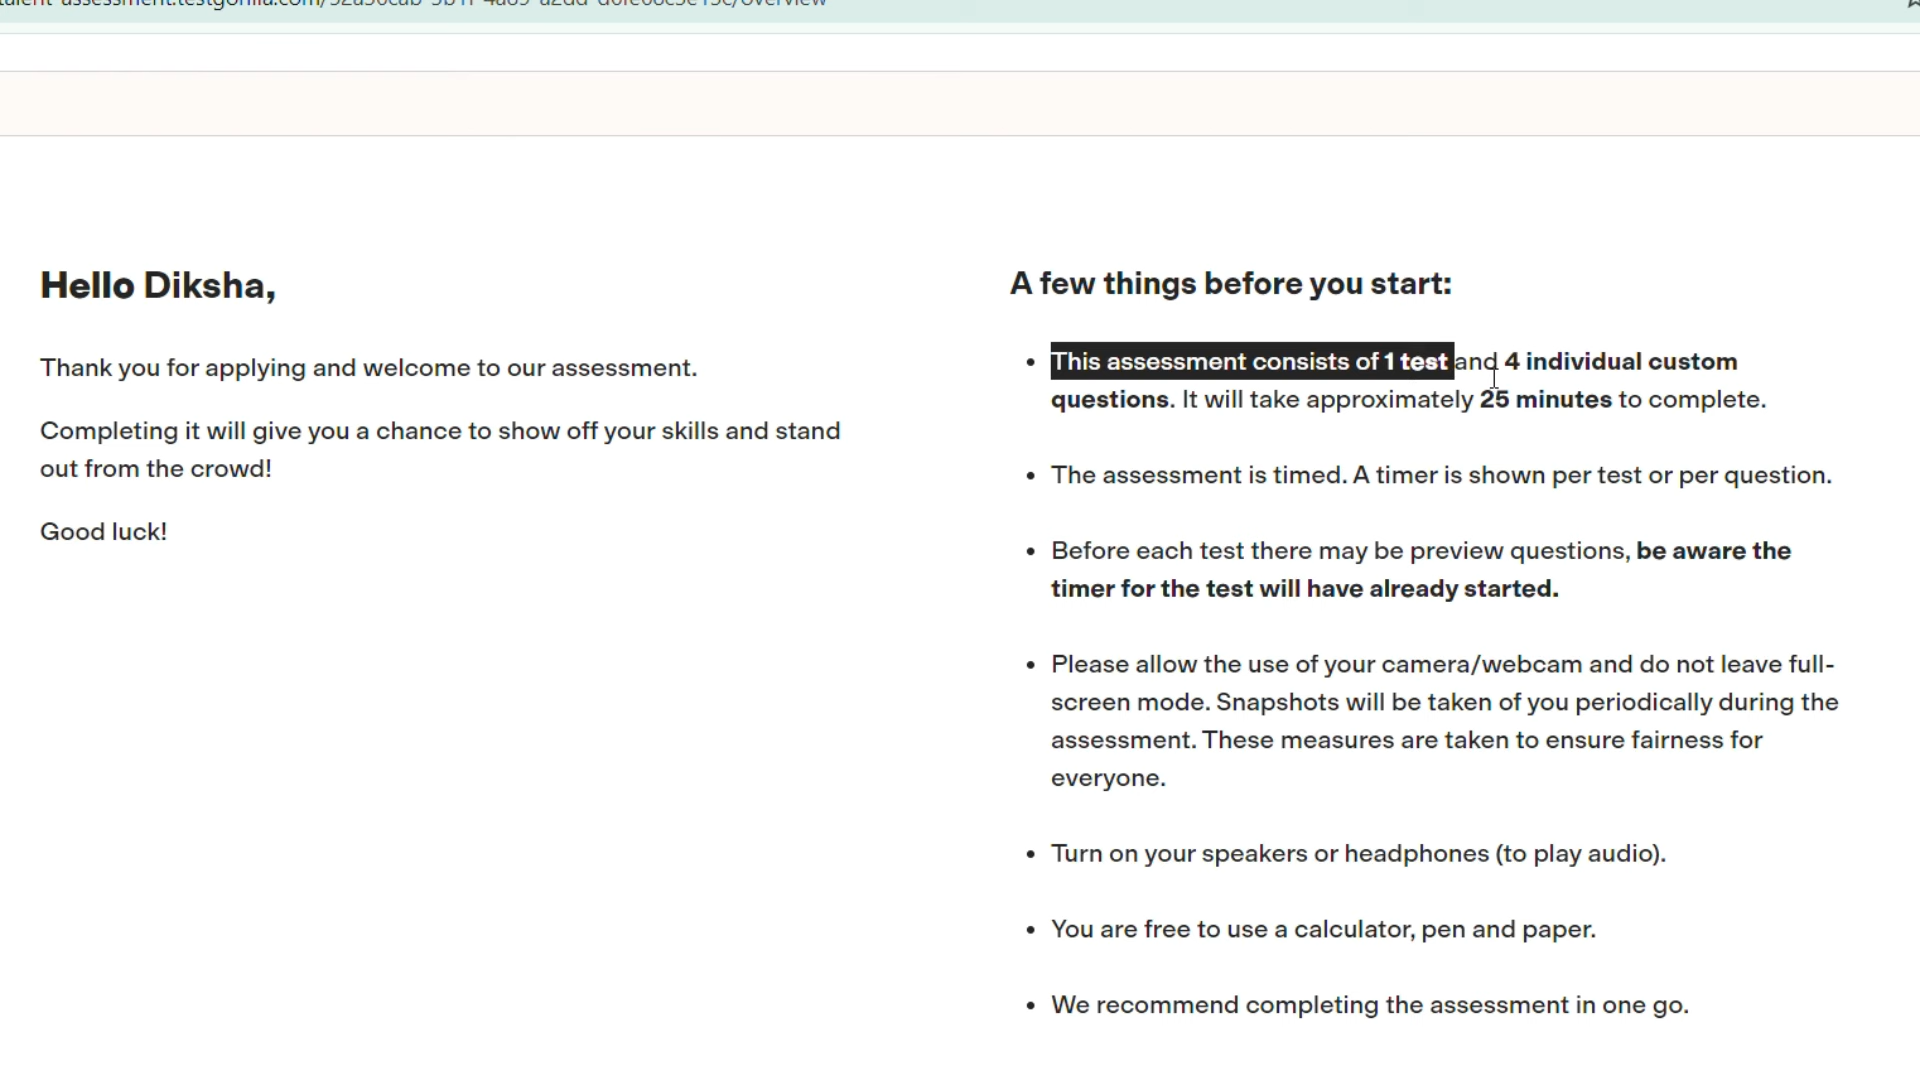 Hello Diksha,
Thank you for applying and welcome to our assessment.
Completing it will give you a chance to show off your skills and stand
out from the crowd!
Good luck!
A few things before you start:
• This assessment consists of 1 test and 4 individual custom
questions. It will take approximately 25 minutes to complete.
• The assessment is timed. A timer is shown per test or per question.
• Before each test there may be preview questions, be aware the
timer for the test will have already started.
• Please allow the use of your camera/webcam and do not leave full-
screen mode. Snapshots will be taken of you periodically during the
assessment. These measures are taken to ensure fairness for
everyone.
• Turn on your speakers or headphones (to play audio).
• You are free to use a calculator, pen and paper.
• We recommend completing the assessment in one go.